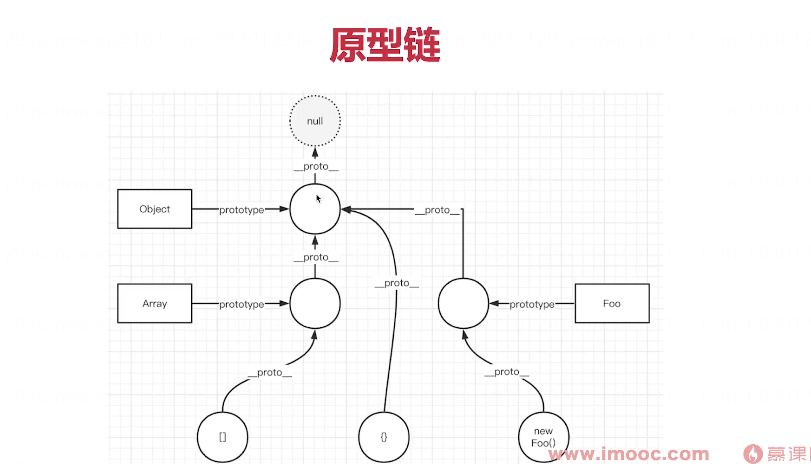 原型链
null
__proto__
Object
prototype
__proto__
__proto__
__proto__
Array
prototype
prototype
Foo
__proto__
__proto__
[]
{}
new
Foo()
www.imooc.com
慕课